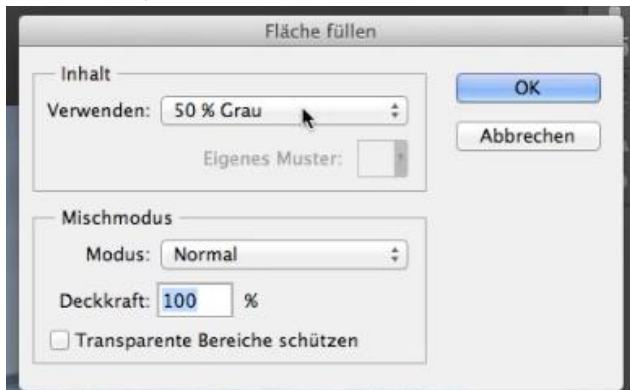 Fläche füllen
Inhalt
Verwenden: 50 % Grau
Eigenes Muster:
OK
Abbrechen
Mischmodus
Modus: Normal
Deckkraft: 100 %
Transparente Bereiche schützen